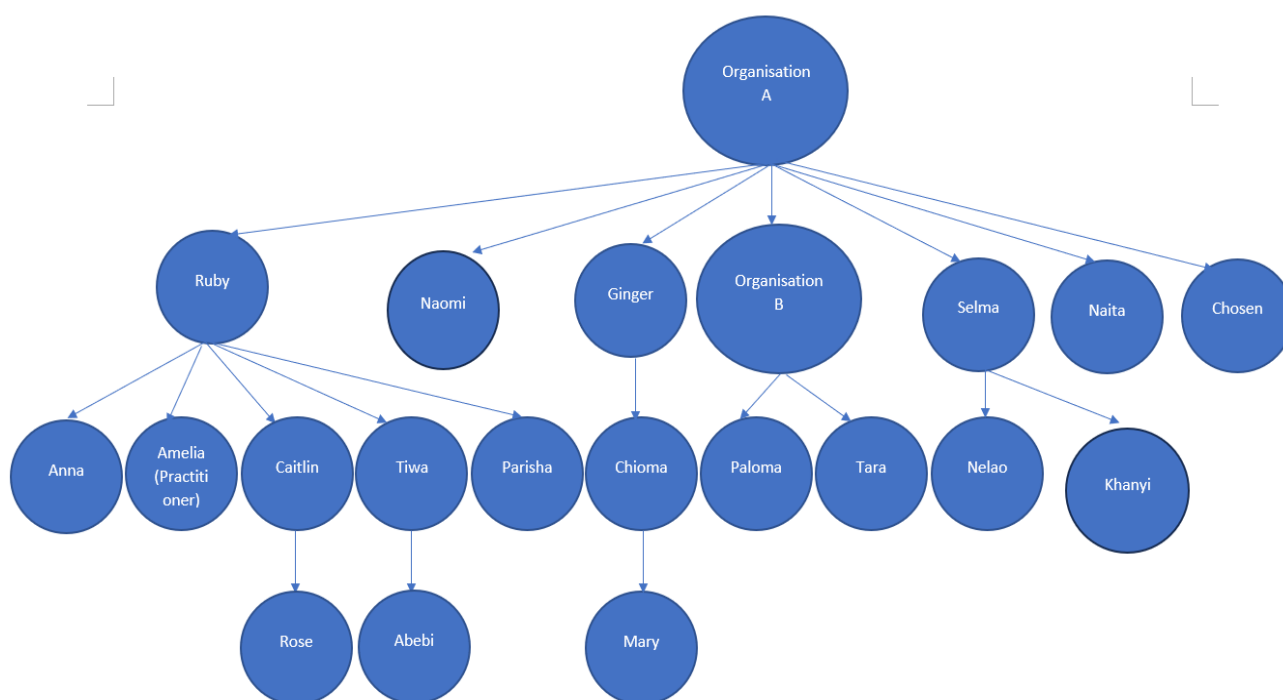 Organisation
A
Ruby
Naomi
Ginger
Organisation
B
Selma
Naita
Chosen
Anna
Amelia
(Practiti
oner)
Caitlin
Tiwa
Parisha
Chioma
Paloma
Tara
Nelao
Khanyi
Rose
Abebi
Mary